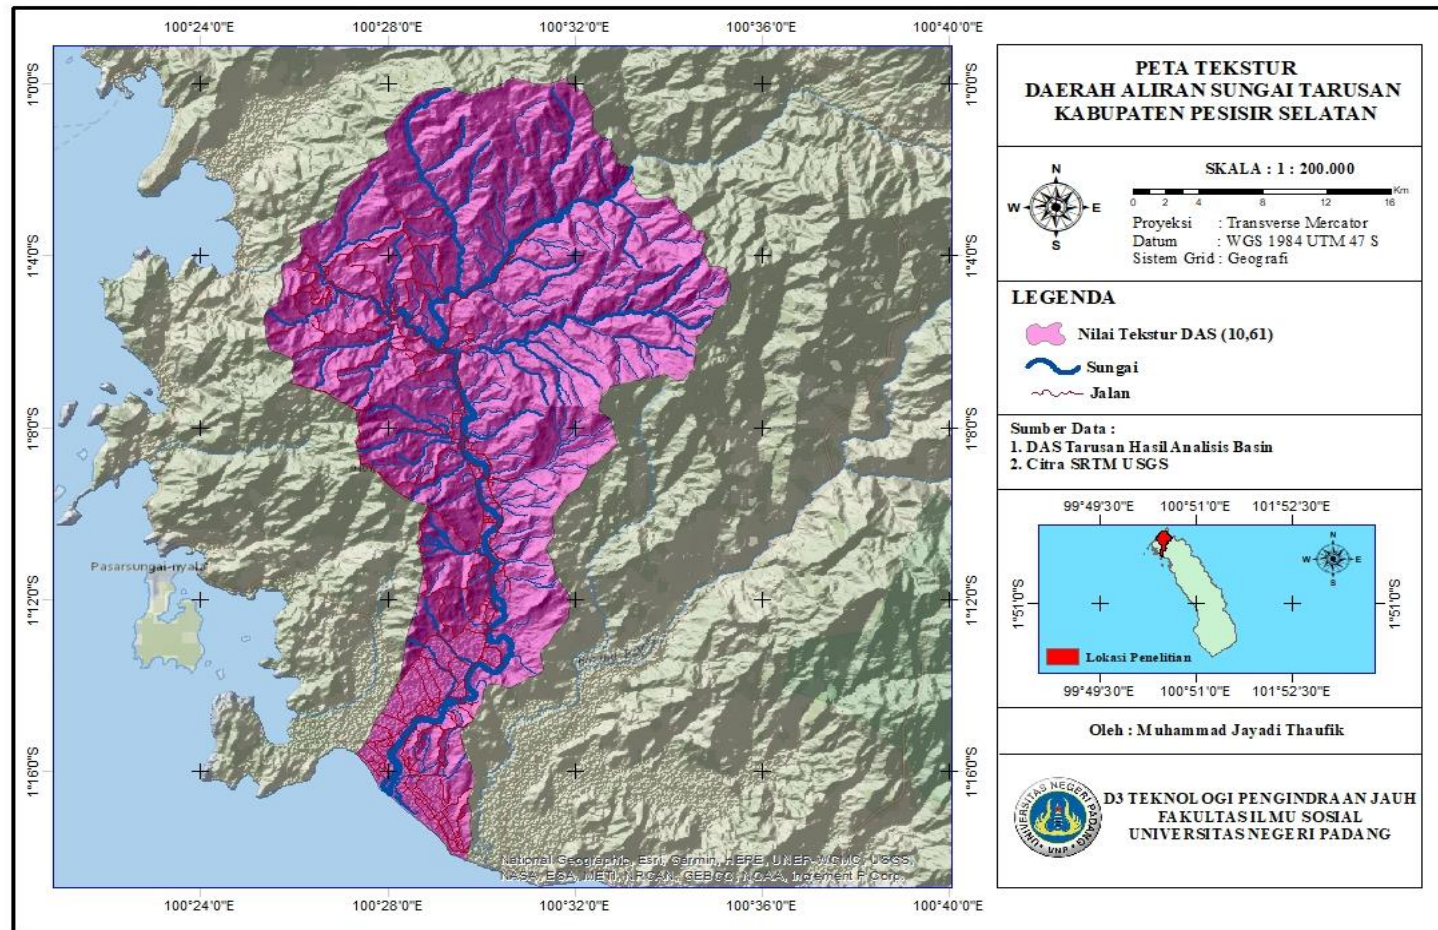 100°24'0"E 100°28'0"E 100°32'0"E 100°36'0"E 100°40'0"E
1°0'0"S 1°0'0"S
1°4'0"S 1°4'0"S
1°8'0"S 1°8'0"S
Pasarsungai-nyala
1°12'0"S 1°12'0"S
1°16'0"S 1°16'0"S
National Geographic, Esri, Garmin, HERE, UNEP-WCMC, USGS,
NASA, ESA, METI, NRCAN, GEBCO, NOAA, Increment P Corp.
100°24'0"E 100°28'0"E 100°32'0"E 100°36'0"E 100°40'0"E
PETA TEKSTUR
DAERAH ALIRAN SUNGAI TARUSAN
KABUPATEN PESISIR SELATAN
N
W E
S
SKALA : 1 : 200.000
Km
0 2 4 8 12 16
Proyeksi : Transverse Mercator
Datum : WGS 1984 UTM 47 S
Sistem Grid : Geografi
LEGENDA
Nilai Tekstur DAS (10,61)
Sungai
Jalan
Sumber Data :
1. DAS Tarusan Hasil Analisis Basin
2. Citra SRTM USGS
99°49'30"E 100°51'0"E 101°52'30"E
N
W E
S
1°51'0"S 1°51'0"S
Lokasi Penelitian
99°49'30"E 100°51'0"E 101°52'30"E
Oleh : Muhammad Jayadi Thaufik
UNIVERSITAS NEGERI PADANG
UNP
D3 TEKNOLOGI PENGINDRAAN JAUH
FAKULTAS ILMU SOSIAL
UNIVERSITAS NEGERI PADANG